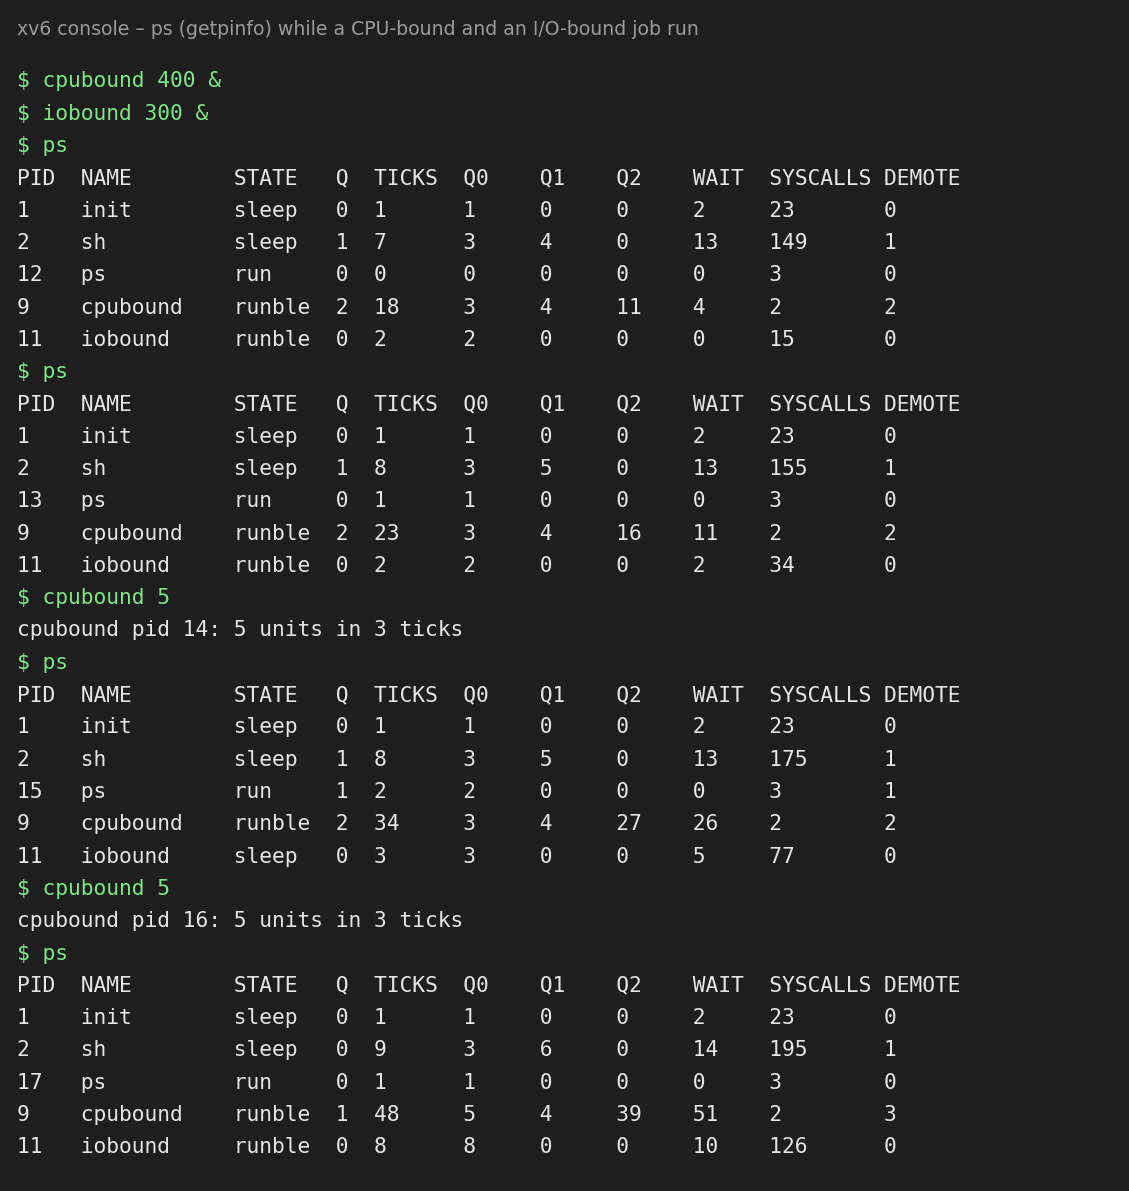 xv6 console – ps (getpinfo) while a CPU-bound and an I/O-bound job run
$ cpubound 400 &
$ iobound 300 &
$ ps
PID  NAME        STATE   Q  TICKS  Q0    Q1    Q2    WAIT  SYSCALLS DEMOTE
1    init        sleep   0  1      1     0     0     2     23       0
2    sh          sleep   1  7      3     4     0     13    149      1
12   ps          run     0  0      0     0     0     0     3        0
9    cpubound    runble  2  18     3     4     11    4     2        2
11   iobound     runble  0  2      2     0     0     0     15       0
$ ps
PID  NAME        STATE   Q  TICKS  Q0    Q1    Q2    WAIT  SYSCALLS DEMOTE
1    init        sleep   0  1      1     0     0     2     23       0
2    sh          sleep   1  8      3     5     0     13    155      1
13   ps          run     0  1      1     0     0     0     3        0
9    cpubound    runble  2  23     3     4     16    11    2        2
11   iobound     runble  0  2      2     0     0     2     34       0
$ cpubound 5
cpubound pid 14: 5 units in 3 ticks
$ ps
PID  NAME        STATE   Q  TICKS  Q0    Q1    Q2    WAIT  SYSCALLS DEMOTE
1    init        sleep   0  1      1     0     0     2     23       0
2    sh          sleep   1  8      3     5     0     13    175      1
15   ps          run     1  2      2     0     0     0     3        1
9    cpubound    runble  2  34     3     4     27    26    2        2
11   iobound     sleep   0  3      3     0     0     5     77       0
$ cpubound 5
cpubound pid 16: 5 units in 3 ticks
$ ps
PID  NAME        STATE   Q  TICKS  Q0    Q1    Q2    WAIT  SYSCALLS DEMOTE
1    init        sleep   0  1      1     0     0     2     23       0
2    sh          sleep   0  9      3     6     0     14    195      1
17   ps          run     0  1      1     0     0     0     3        0
9    cpubound    runble  1  48     5     4     39    51    2        3
11   iobound     runble  0  8      8     0     0     10    126      0